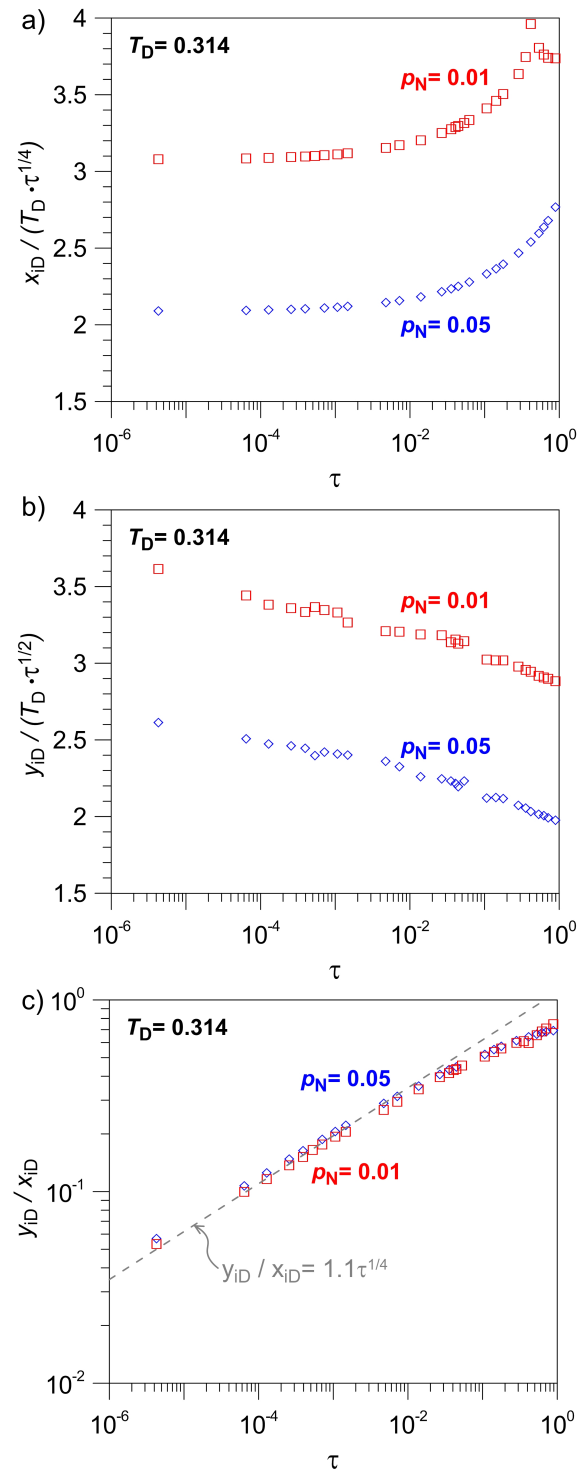 a)
4
T_D= 0.314
p_N= 0.01
3.5
3
2.5
2
p_N= 0.05
1.5
x_iD / (T_D •τ^1/4)
10^-6 10^-4 10^-2 10^0
τ
b)
4
T_D= 0.314
p_N= 0.01
3.5
3
2.5
p_N= 0.05
2
1.5
y_iD / (T_D •τ^1/2)
10^-6 10^-4 10^-2 10^0
τ
c)
10^0
T_D= 0.314
p_N= 0.05
10^-1
p_N= 0.01
y_iD / x_iD= 1.1τ^1/4
10^-2
y_iD / x_iD
10^-6 10^-4 10^-2 10^0
τ